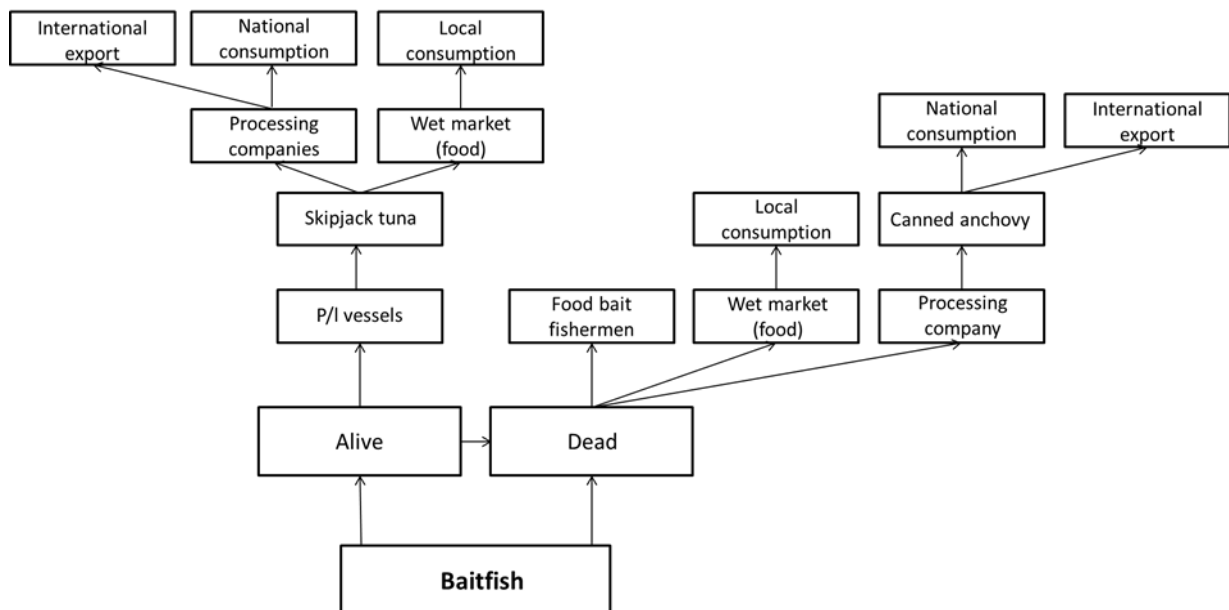 International
export
National
consumption
Local
consumption
Processing
companies
Wet market
(food)
National
consumption
International
export
Skipjack tuna
Local
consumption
Canned anchovy
P/l vessels
Food bait
fishermen
Wet market
(food)
Processing
company
Alive
Dead
Baitfish